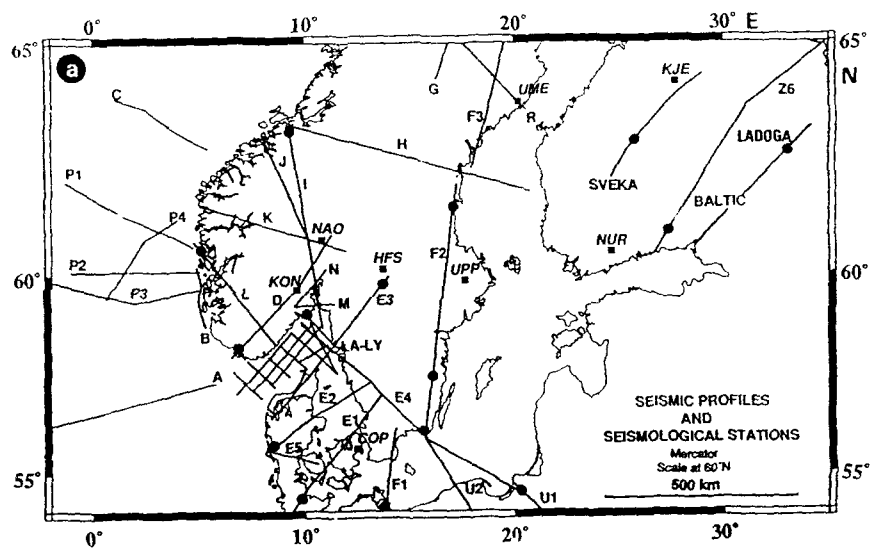 0° 10° 20° 30° E
65° 65°
a
N
C
G
UME
R
KJE
Z6
F3
LADOGA
H
J
I
SVEKA
BALTIC
P1
P4
K
NAO
HFS
F2
UPP
NUR
60° 60°
P2
KON
N
E3
P3
L
D
M
B
LA-LY
A
E2
E4
E1
COP
E5
F1
U2
U1
SEISMIC PROFILES
AND
SEISMOLOGICAL STATIONS
Mercator
Scale at 60°N
500 km
55° 55°
0° 10° 20° 30°